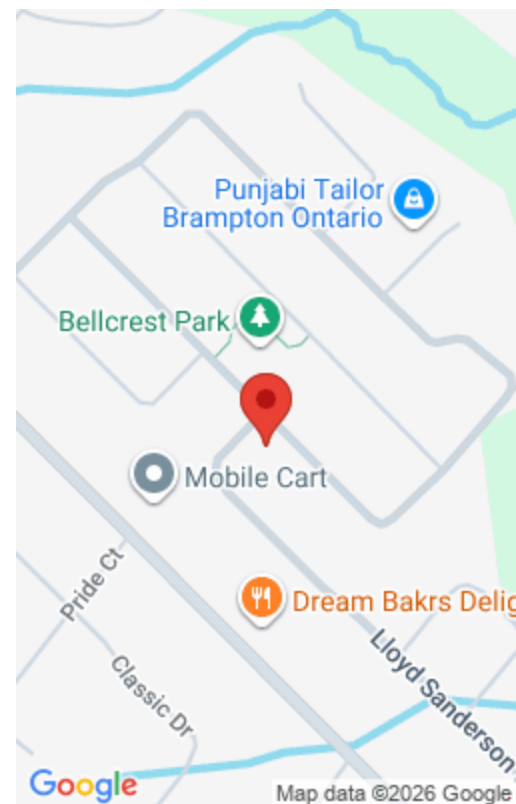 Punjabi Tailor
Brampton Ontario
Bellcrest Park
Mobile Cart
Pride Ct
Dream Bakrs Delig
Classic Dr
Lloyd Sanderson
Google
Map data ©2026 Google